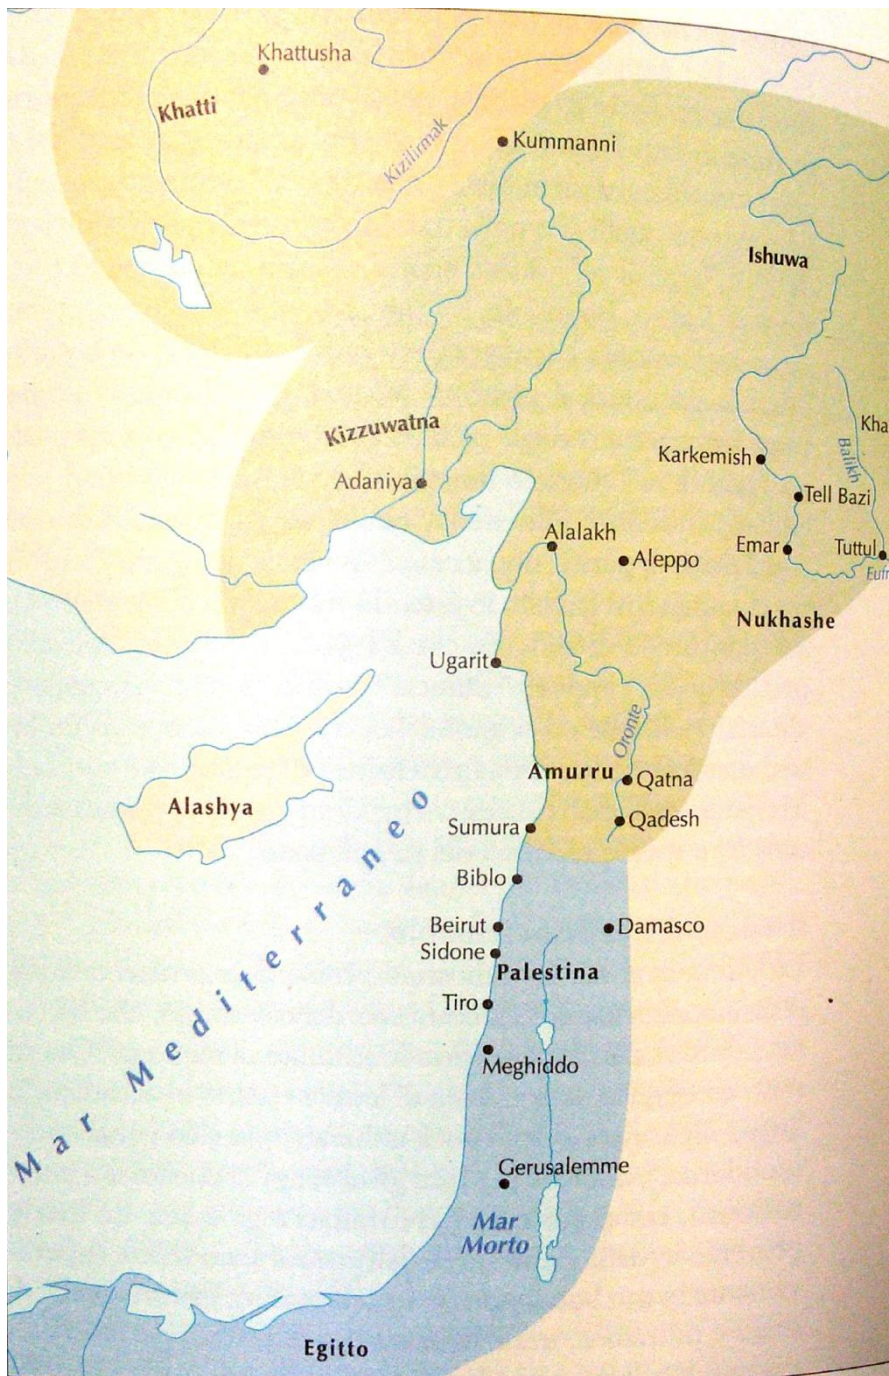 Khattusha
Khatti
Kizilirmak
Kummanni
Ishuwa
Kizzuwatna
Kha
Balikh
Karkemish
Adaniya
Tell Bazi
Alalakh
Emar
Tuttul
Aleppo
Eufr
Nukhashe
Ugarit
Oronte
Amurru
Qatna
Alashya
Sumura
Qadesh
Biblo
Beirut
Damasco
Sidone
Palestina
Tiro
Mar Mediterraneo
Meghiddo
Gerusalemme
Mar
Morto
Egitto